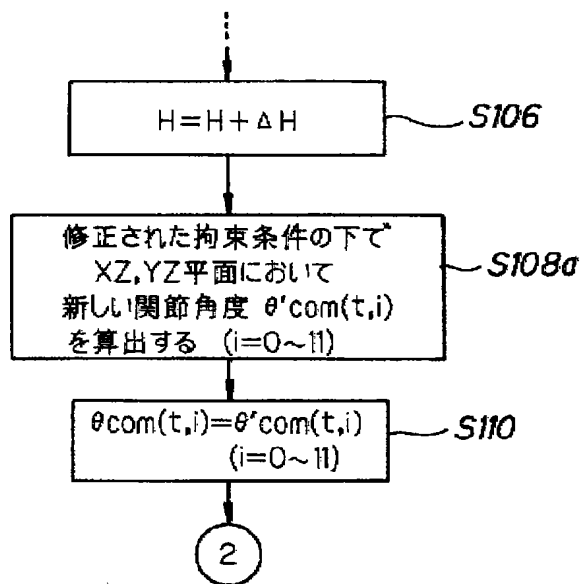 H=H+ΔH
S106
修正された拘束条件の下で
XZ,YZ平面において
新しい関節角度 θ'com(t,i)
を算出する (i=0~11)
S108a
θcom(t,i)=θ'com(t,i)
(i=0~11)
S110
2